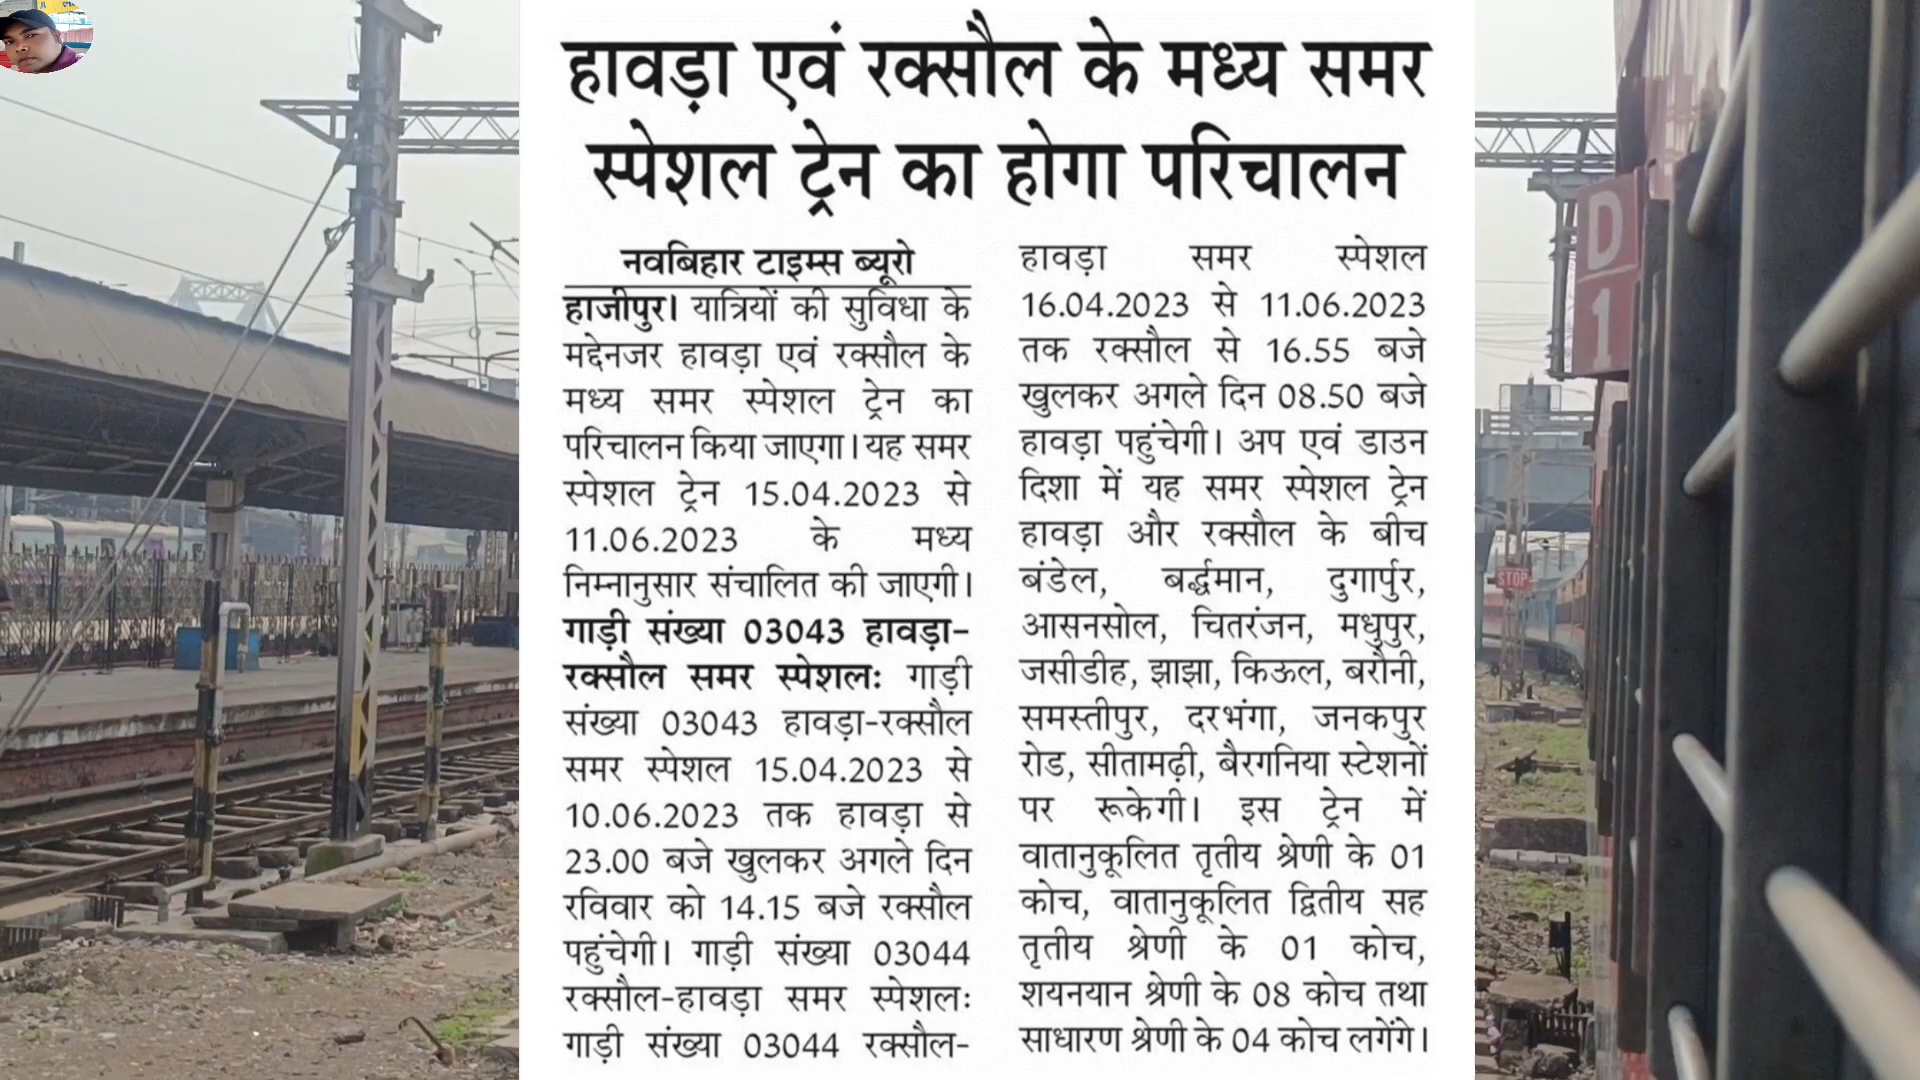 हावड़ा एवं रक्सौल के मध्य समर
स्पेशल ट्रेन का होगा परिचालन
नवबिहार टाइम्स ब्यूरो
हाजीपुर। यात्रियों की सुविधा के
मद्देनजर हावड़ा एवं रक्सौल के
मध्य समर स्पेशल ट्रेन का
परिचालन किया जाएगा। यह समर
स्पेशल ट्रेन 15.04.2023 से
11.06.2023 के मध्य
निम्नानुसार संचालित की जाएगी।
गाड़ी संख्या 03043 हावड़ा-
रक्सौल समर स्पेशलः गाड़ी
संख्या 03043 हावड़ा-रक्सौल
समर स्पेशल 15.04.2023 से
10.06.2023 तक हावड़ा से
23.00 बजे खुलकर अगले दिन
रविवार को 14.15 बजे रक्सौल
पहुंचेगी। गाड़ी संख्या 03044
रक्सौल-हावड़ा समर स्पेशलः
गाड़ी संख्या 03044 रक्सौल-
हावड़ा समर स्पेशल
16.04.2023 से 11.06.2023
तक रक्सौल से 16.55 बजे
खुलकर अगले दिन 08.50 बजे
हावड़ा पहुंचेगी। अप एवं डाउन
दिशा में यह समर स्पेशल ट्रेन
हावड़ा और रक्सौल के बीच
बंडेल, बर्द्धमान, दुगार्पुर,
आसनसोल, चितरंजन, मधुपुर,
जसीडीह, झाझा, किऊल, बरौनी,
समस्तीपुर, दरभंगा, जनकपुर
रोड, सीतामढ़ी, बैरगनिया स्टेशनों
पर रूकेगी। इस ट्रेन में
वातानुकूलित तृतीय श्रेणी के 01
कोच, वातानुकूलित द्वितीय सह
तृतीय श्रेणी के 01 कोच,
शयनयान श्रेणी के 08 कोच तथा
साधारण श्रेणी के 04 कोच लगेंगे।
D
1
STOP